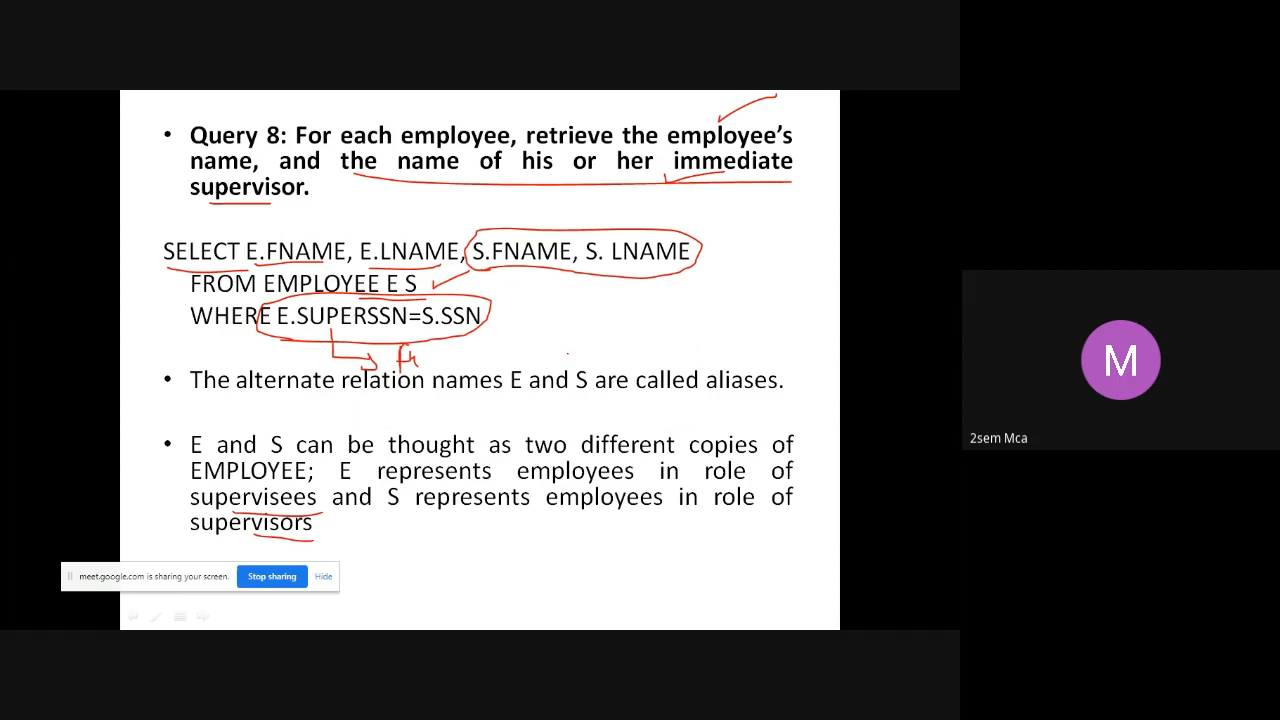 • Query 8: For each employee, retrieve the employee's
name, and the name of his or her immediate
supervisor.
SELECT E.FNAME, E.LNAME, S.FNAME, S. LNAME
FROM EMPLOYEE E S
WHERE E.SUPERSSN=S.SSN
• The alternate relation names E and S are called aliases.
• E and S can be thought as two different copies of
EMPLOYEE; E represents employees in role of
supervisees and S represents employees in role of
supervisors
meet.google.com is sharing your screen. Stop sharing Hide
M
2sem Mca